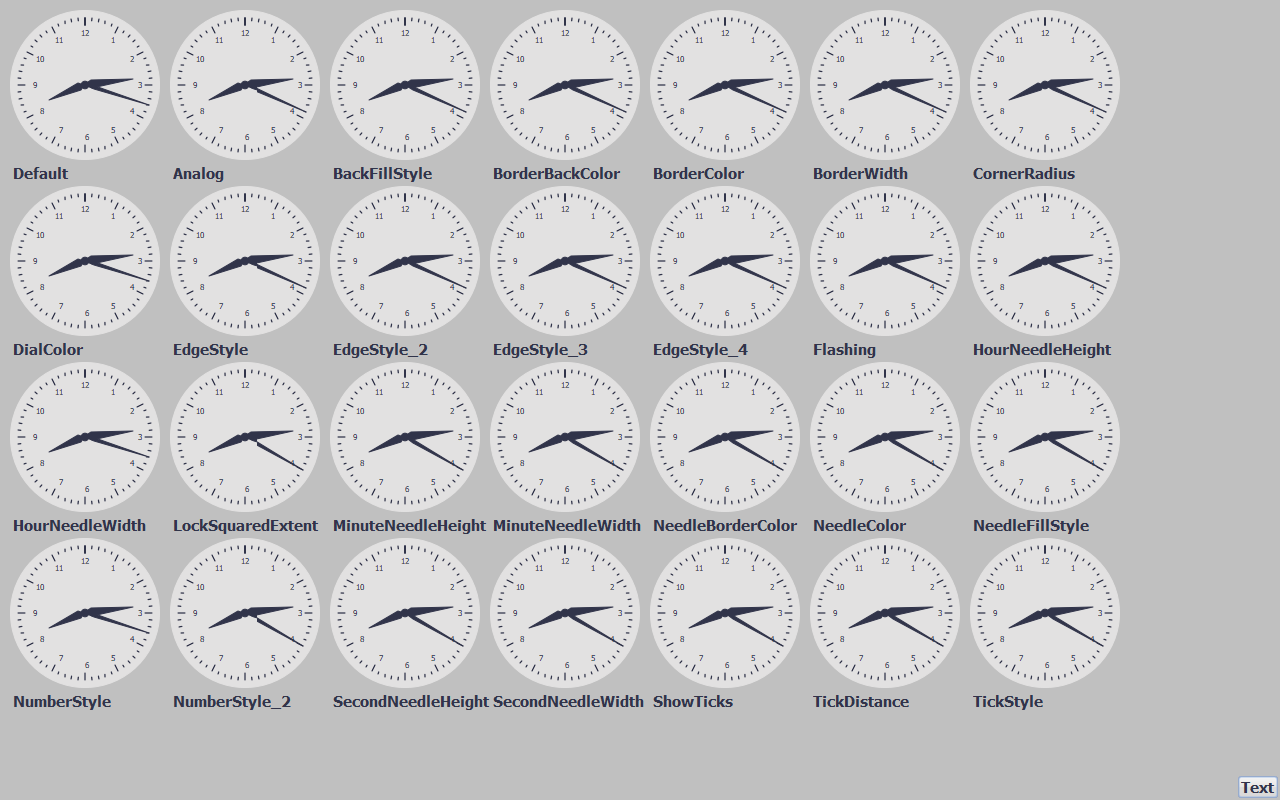 Default Analog BackFillStyle BorderBackColor BorderColor BorderWidth CornerRadius
DialColor EdgeStyle EdgeStyle_2 EdgeStyle_3 EdgeStyle_4 Flashing HourNeedleHeight
HourNeedleWidth LockSquaredExtent MinuteNeedleHeight MinuteNeedleWidth NeedleBorderColor NeedleColor NeedleFillStyle
NumberStyle NumberStyle_2 SecondNeedleHeight SecondNeedleWidth ShowTicks TickDistance TickStyle
Text